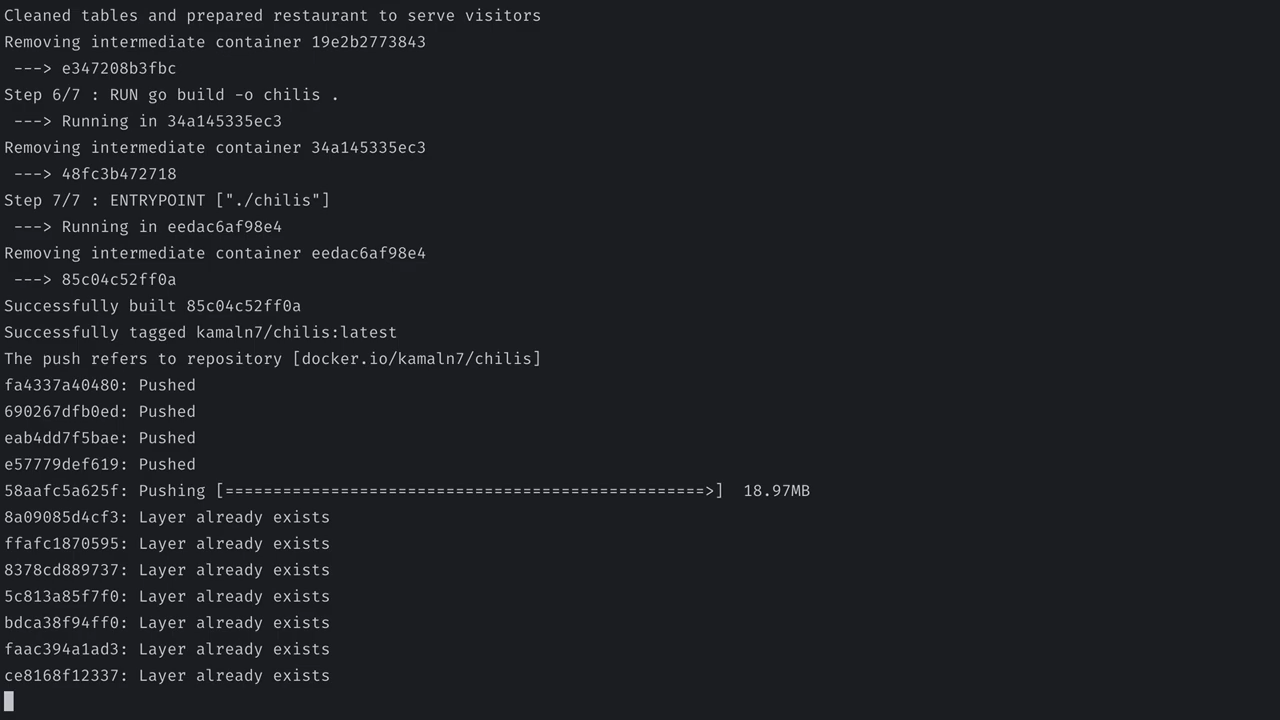 Cleaned tables and prepared restaurant to serve visitors
Removing intermediate container 19e2b2773843
 ---> e347208b3fbc
Step 6/7 : RUN go build -o chilis .
 ---> Running in 34a145335ec3
Removing intermediate container 34a145335ec3
 ---> 48fc3b472718
Step 7/7 : ENTRYPOINT ["./chilis"]
 ---> Running in eedac6af98e4
Removing intermediate container eedac6af98e4
 ---> 85c04c52ff0a
Successfully built 85c04c52ff0a
Successfully tagged kamaln7/chilis:latest
The push refers to repository [docker.io/kamaln7/chilis]
fa4337a40480: Pushed
690267dfb0ed: Pushed
eab4dd7f5bae: Pushed
e57779def619: Pushed
58aafc5a625f: Pushing [==================================================>]  18.97MB
8a09085d4cf3: Layer already exists
ffafc1870595: Layer already exists
8378cd889737: Layer already exists
5c813a85f7f0: Layer already exists
bdca38f94ff0: Layer already exists
faac394a1ad3: Layer already exists
ce8168f12337: Layer already exists